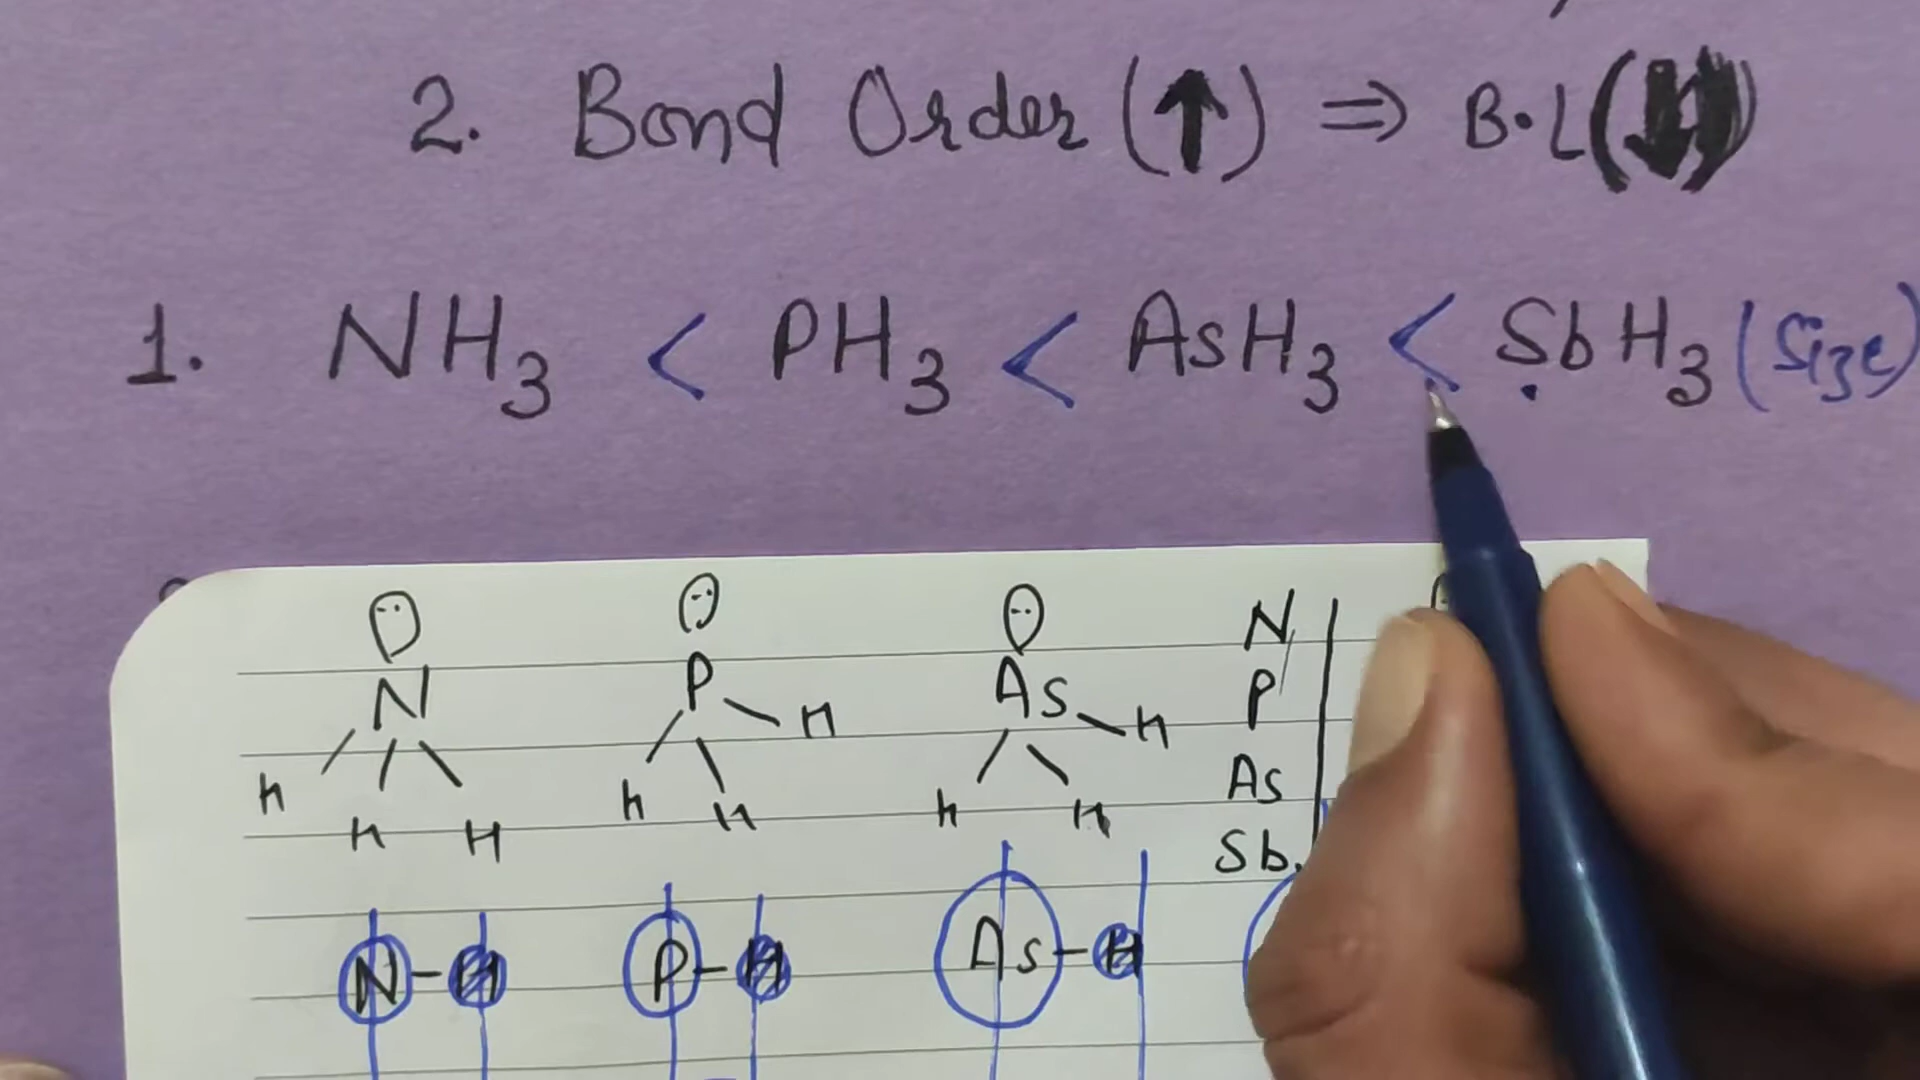 2. Bond Order (↑) ⇒ B.L (↓)
1. NH3 < PH3 < AsH3 < SbH3 (Size)
N P As N
H H P
H H H H H H H As
Sb.
N-H P-H As-H